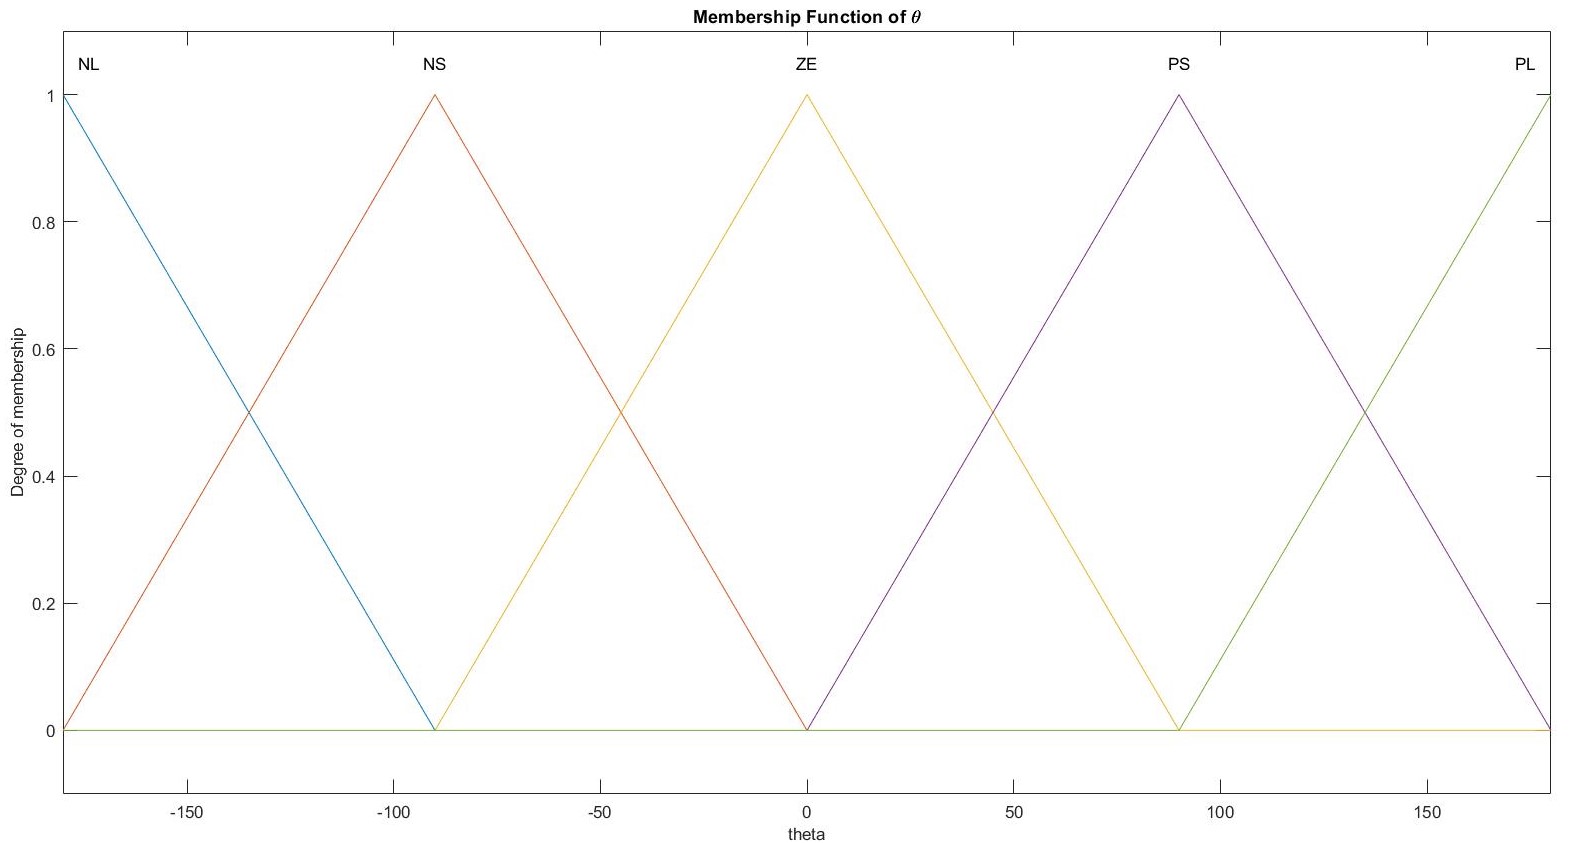 Membership Function of θ
NL NS ZE PS PL
1
0.8
0.6
0.4
0.2
0
Degree of membership
-150 -100 -50 0 50 100 150
theta